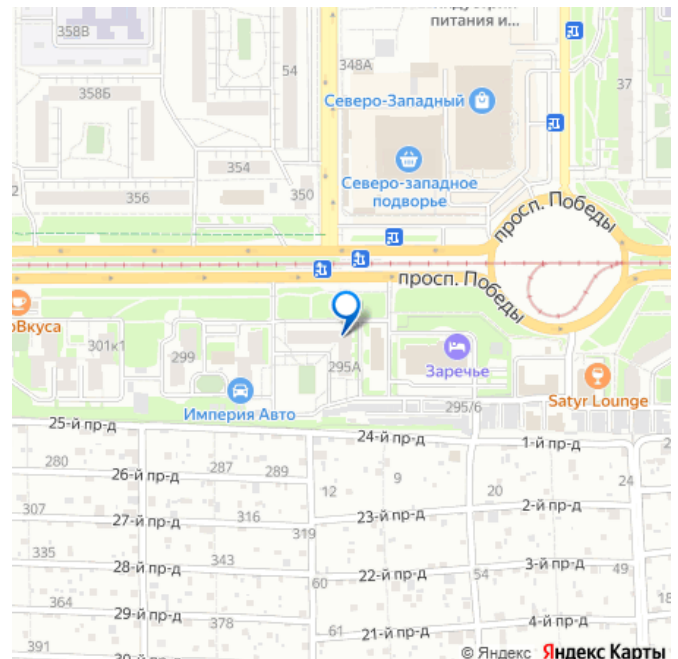 питания и...
358В
54
348А
37
358Б
Северо-Западный
354
Северо-западное
подворье
356
350
просп. Победы
просп. Победы
оВкуса
301к1
299
295А
Заречье
Империя Авто
295/6
Satyr Lounge
25-й пр-д
24-й пр-д
1-й пр-д
280
26-й пр-д
287
289
12
9
20
24
2-й пр-д
307
27-й пр-д
316
319
23-й пр-д
335
28-й пр-д
343
60
22-й пр-д
54
3-й пр-д
49
364
29-й пр-д
378
61
21-й пр-д
4-й пр-д
18
391
30-й пр-д
© Яндекс Яндекс Карты